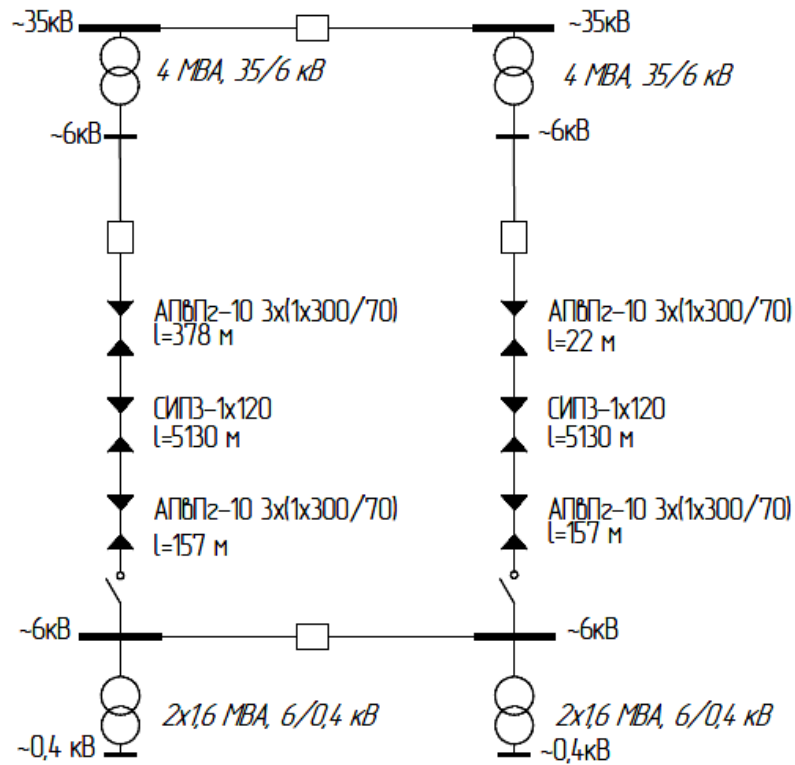 ~35кВ
~35кВ
4 МВА, 35/6 кВ
4 МВА, 35/6 кВ
~6кВ
~6кВ
АПвПг-10 3х(1х300/70)
l=378 м
АПвПг-10 3х(1х300/70)
l=22 м
СИП3-1х120
l=5130 м
СИП3-1х120
l=5130 м
АПвПг-10 3х(1х300/70)
l=157 м
АПвПг-10 3х(1х300/70)
l=157 м
~6кВ
~6кВ
2х1,6 МВА, 6/0,4 кВ
2х1,6 МВА, 6/0,4 кВ
~0,4 кВ
~0,4кВ